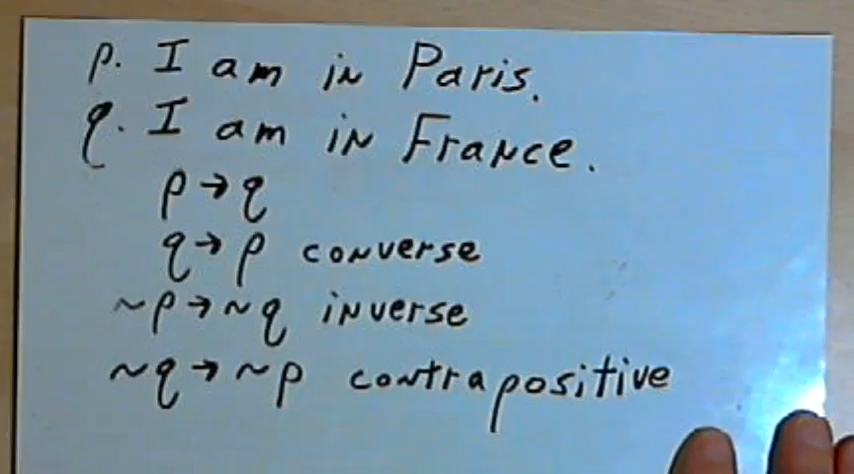 p. I am in Paris.
q. I am in France.
p → q
q → p converse
~p → ~q inverse
~q → ~p contrapositive